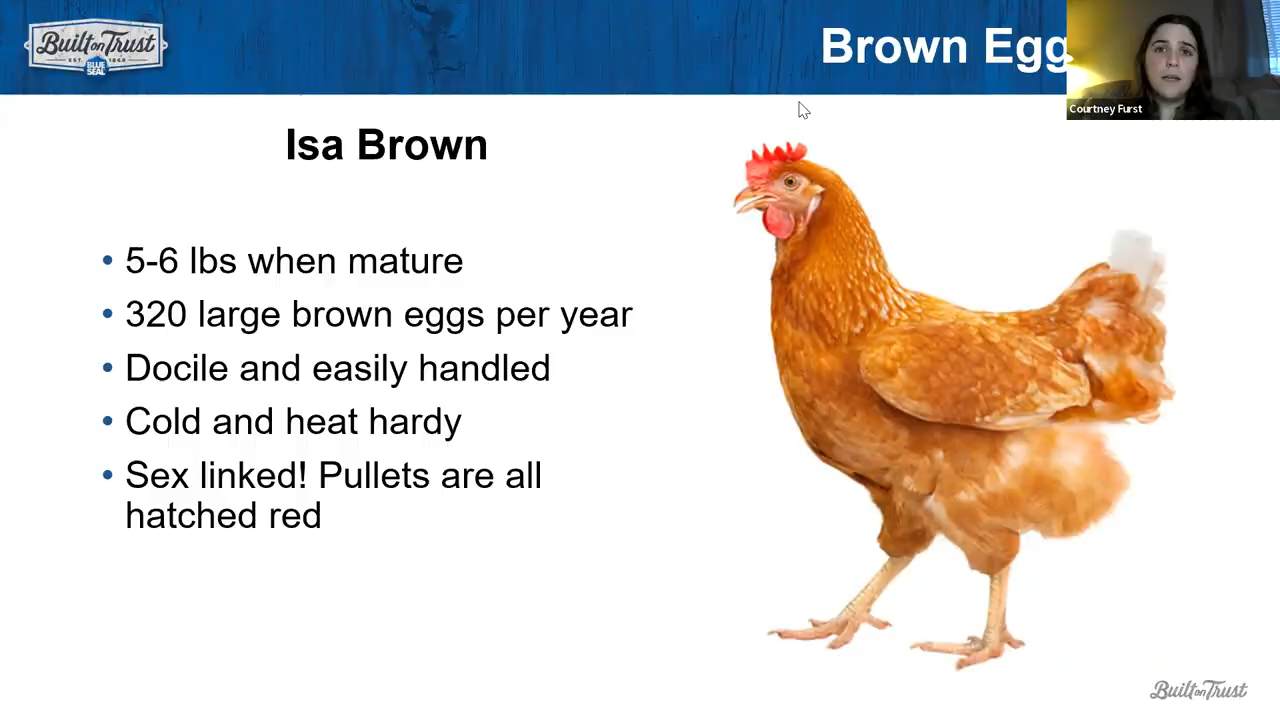 Built on Trust
EST. 1868
BLUE
SEAL
Brown Egg
Courtney Furst
Isa Brown
• 5-6 lbs when mature
• 320 large brown eggs per year
• Docile and easily handled
• Cold and heat hardy
• Sex linked! Pullets are all
hatched red
Built on Trust